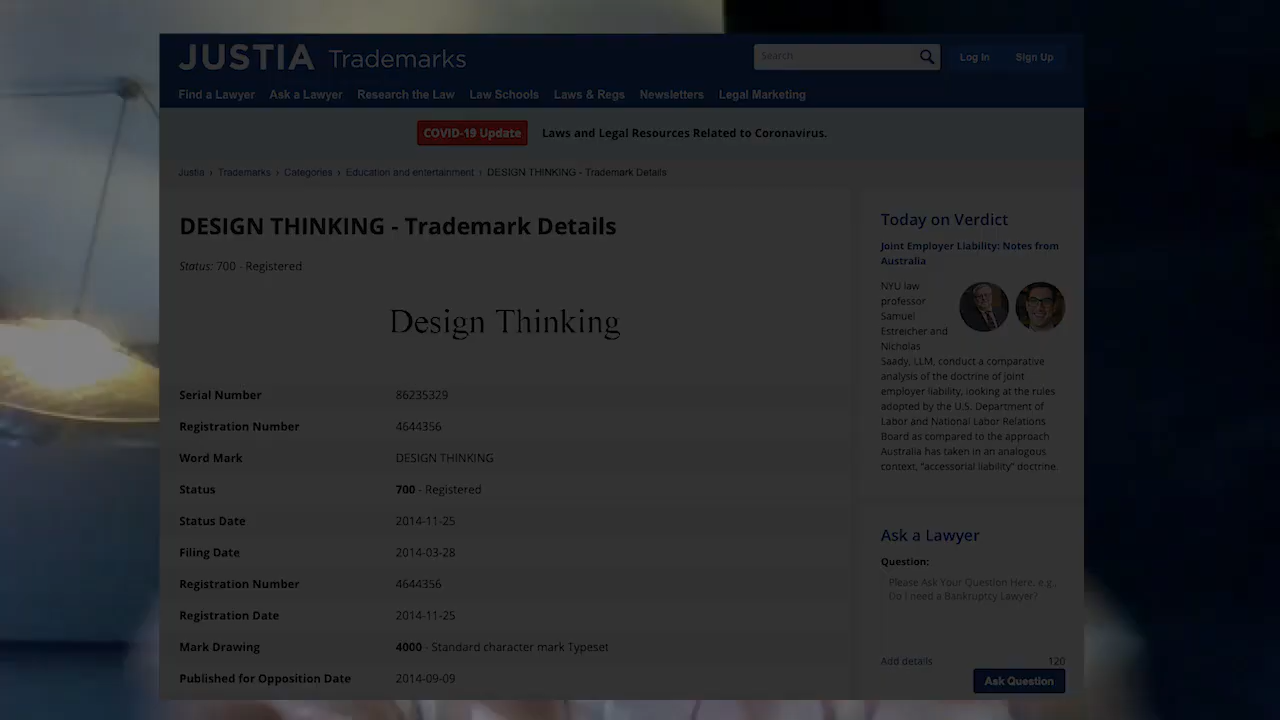 JUSTIA Trademarks
Search
Log In
Sign Up
Find a Lawyer
Ask a Lawyer
Research the Law
Law Schools
Laws & Regs
Newsletters
Legal Marketing
COVID-19 Update
Laws and Legal Resources Related to Coronavirus.
Justia › Trademarks › Categories › Education and entertainment › DESIGN THINKING - Trademark Details
DESIGN THINKING - Trademark Details
Status: 700 - Registered
Design Thinking
Serial Number 86235329
Registration Number 4644356
Word Mark DESIGN THINKING
Status 700 - Registered
Status Date 2014-11-25
Filing Date 2014-03-28
Registration Number 4644356
Registration Date 2014-11-25
Mark Drawing 4000 - Standard character mark Typeset
Published for Opposition Date 2014-09-09
Today on Verdict
Joint Employer Liability: Notes from
Australia
NYU law
professor
Samuel
Estreicher and
Nicholas
Saady, LLM, conduct a comparative
analysis of the doctrine of joint
employer liability, looking at the rules
adopted by the U.S. Department of
Labor and National Labor Relations
Board as compared to the approach
Australia has taken in an analogous
context, “accessorial liability” doctrine.
Ask a Lawyer
Question:
Please Ask Your Question Here, e.g.,
Do I need a Bankruptcy Lawyer?
Add details
120
Ask Question